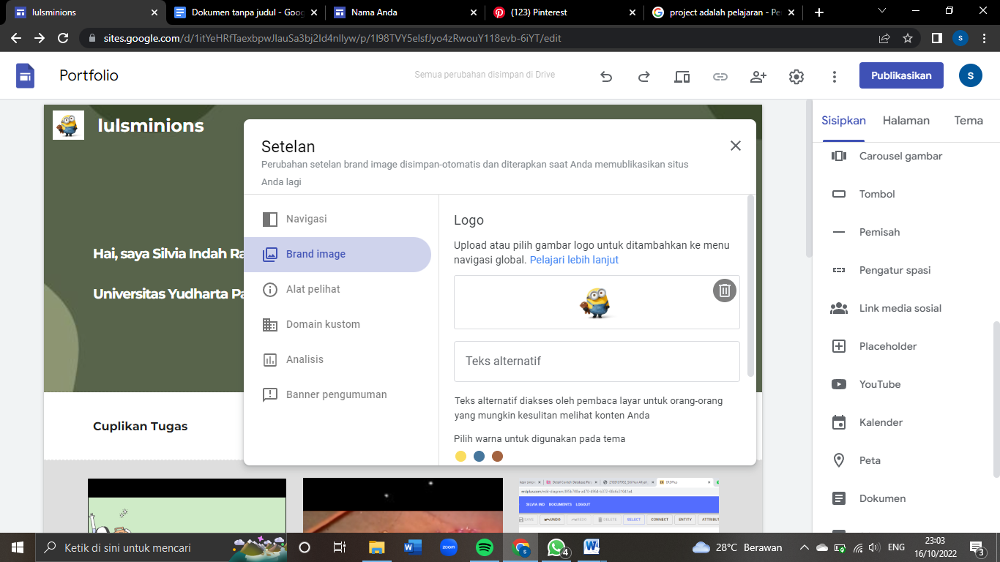 lulsminions
Dokumen tanpa judul - Goog
Nama Anda
(123) Pinterest
project adalah pelajaran - Pe
sites.google.com/d/1itYeHRfTaexbpwJlauSa3bj2Id4nIlyw/p/1I98TVY5elsfJyo4zRwouY118evb-6iYT/edit
S
Portfolio
Semua perubahan disimpan di Drive
Publikasikan
S
lulsminions
Hai, saya Silvia Indah Ra
Universitas Yudharta Pa
Cuplikan Tugas
Setelan
Perubahan setelan brand image disimpan-otomatis dan diterapkan saat Anda memublikasikan situs
Anda lagi
Navigasi
Brand image
Alat pelihat
Domain kustom
Analisis
Banner pengumuman
Logo
Upload atau pilih gambar logo untuk ditambahkan ke menu
navigasi global. Pelajari lebih lanjut
Teks alternatif
Teks alternatif diakses oleh pembaca layar untuk orang-orang
yang mungkin kesulitan melihat konten Anda
Pilih warna untuk digunakan pada tema
Sisipkan
Halaman
Tema
Carousel gambar
Tombol
Pemisah
Pengatur spasi
Link media sosial
Placeholder
YouTube
Kalender
Peta
Dokumen
SILVIA IND DOCUMENTS LOGOUT
SAVE UNDO REDO DELETE SELECT CONNECT ENTITY ATTRIBUT
Ketik di sini untuk mencari
zoom
4
28°C Berawan
ENG
23:03
16/10/2022
3